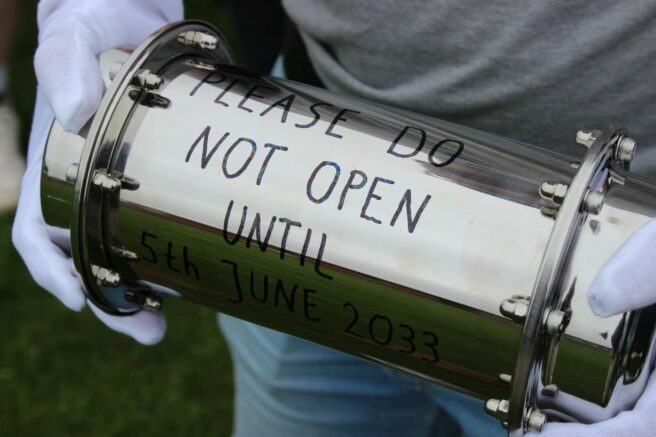 PLEASE DO
NOT OPEN
UNTIL
5th JUNE 2033